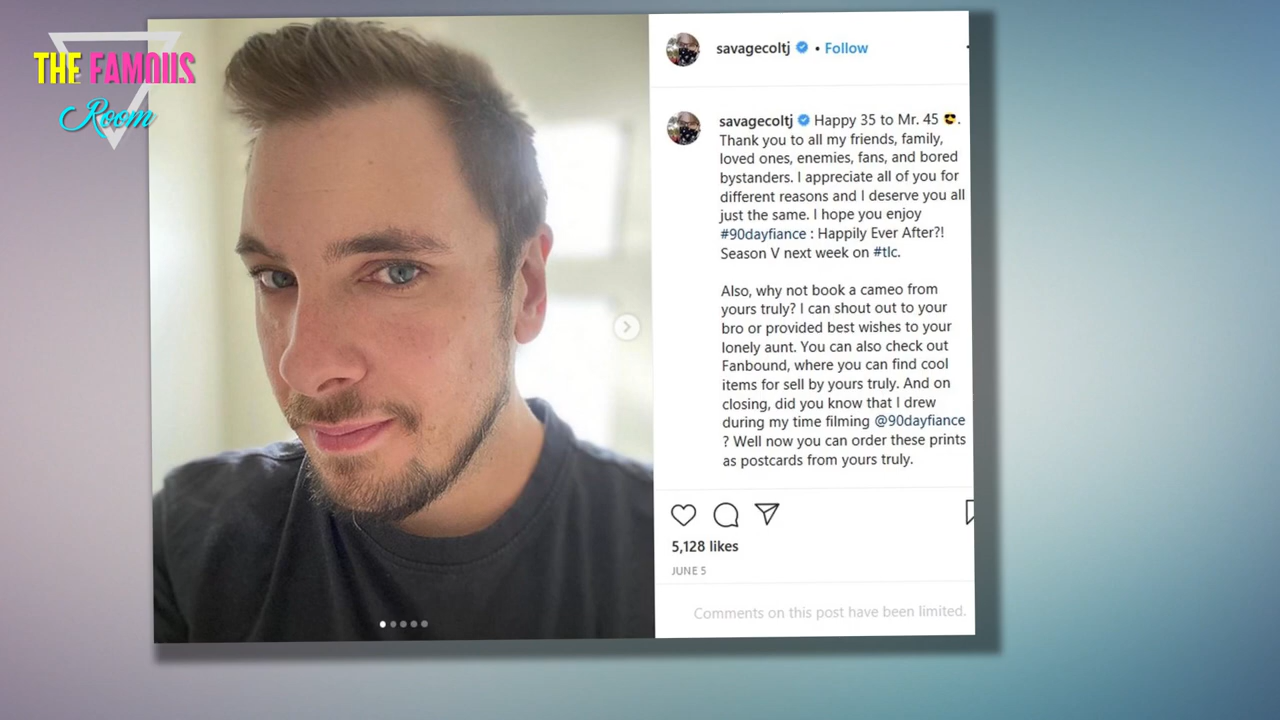 THE FAMOUS
Room
savagecoltj • Follow
savagecoltj Happy 35 to Mr. 45 😎.
Thank you to all my friends, family,
loved ones, enemies, fans, and bored
bystanders. I appreciate all of you for
different reasons and I deserve you all
just the same. I hope you enjoy
#90dayfiance : Happily Ever After?!
Season V next week on #tlc.
Also, why not book a cameo from
yours truly? I can shout out to your
bro or provided best wishes to your
lonely aunt. You can also check out
Fanbound, where you can find cool
items for sell by yours truly. And on
closing, did you know that I drew
during my time filming @90dayfiance
? Well now you can order these prints
as postcards from yours truly.
5,128 likes
JUNE 5
Comments on this post have been limited.